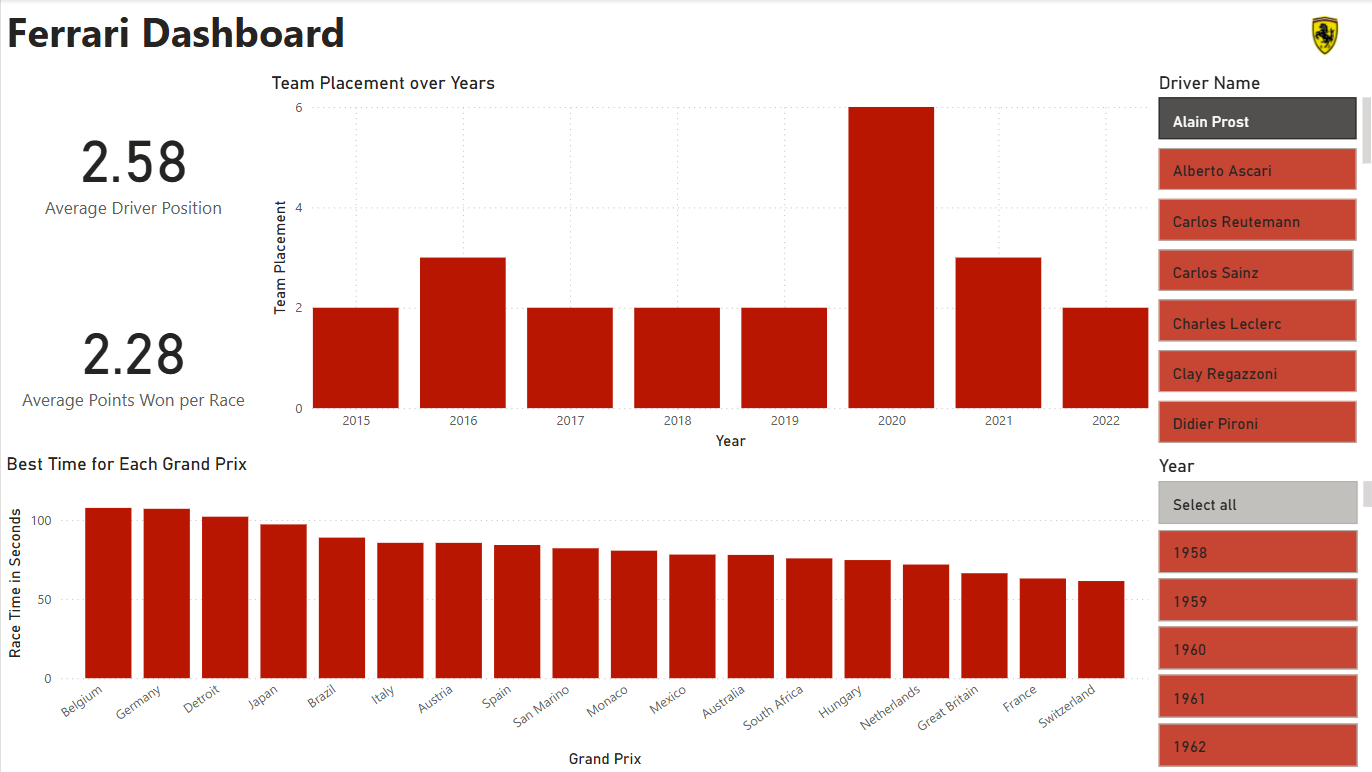 Ferrari Dashboard
2.58
Average Driver Position
2.28
Average Points Won per Race
Team Placement over Years
Team Placement
6
4
2
0
2015 2016 2017 2018 2019 2020 2021 2022
Year
Driver Name
Alain Prost
Alberto Ascari
Carlos Reutemann
Carlos Sainz
Charles Leclerc
Clay Regazzoni
Didier Pironi
Best Time for Each Grand Prix
Race Time in Seconds
100
50
0
Belgium Germany Detroit Japan Brazil Italy Austria Spain San Marino Monaco Mexico Australia South Africa Hungary Netherlands Great Britain France Switzerland
Grand Prix
Year
Select all
1958
1959
1960
1961
1962